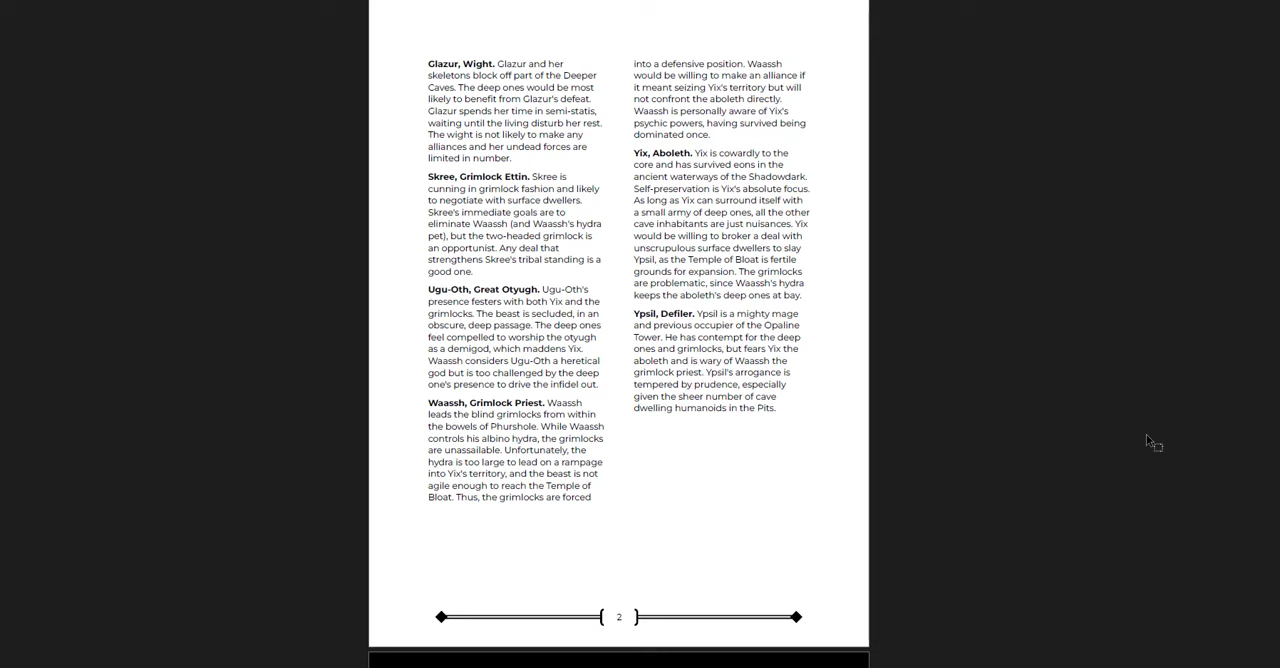 Glazur, Wight. Glazur and her
skeletons block off part of the Deeper
Caves. The deep ones would be most
likely to benefit from Glazur's defeat.
Glazur spends her time in semi-statis,
waiting until the living disturb her rest.
The wight is not likely to make any
alliances and her undead forces are
limited in number.
Skree, Grimlock Ettin. Skree is
cunning in grimlock fashion and likely
to negotiate with surface dwellers.
Skree's immediate goals are to
eliminate Waassh (and Waassh's hydra
pet), but the two-headed grimlock is
an opportunist. Any deal that
strengthens Skree's tribal standing is a
good one.
Ugu-Oth, Great Otyugh. Ugu-Oth's
presence festers with both Yix and the
grimlocks. The beast is secluded, in an
obscure, deep passage. The deep ones
feel compelled to worship the otyugh
as a demigod, which maddens Yix.
Waassh considers Ugu-Oth a heretical
god but is too challenged by the deep
one's presence to drive the infidel out.
Waassh, Grimlock Priest. Waassh
leads the blind grimlocks from within
the bowels of Phurshole. While Waassh
controls his albino hydra, the grimlocks
are unassailable. Unfortunately, the
hydra is too large to lead on a rampage
into Yix's territory, and the beast is not
agile enough to reach the Temple of
Bloat. Thus, the grimlocks are forced
into a defensive position. Waassh
would be willing to make an alliance if
it meant seizing Yix's territory but will
not confront the aboleth directly.
Waassh is personally aware of Yix's
psychic powers, having survived being
dominated once.
Yix, Aboleth. Yix is cowardly to the
core and has survived eons in the
ancient waterways of the Shadowdark.
Self-preservation is Yix's absolute focus.
As long as Yix can surround itself with
a small army of deep ones, all the other
cave inhabitants are just nuisances. Yix
would be willing to broker a deal with
unscrupulous surface dwellers to slay
Ypsil, as the Temple of Bloat is fertile
grounds for expansion. The grimlocks
are problematic, since Waassh's hydra
keeps the aboleth's deep ones at bay.
Ypsil, Defiler. Ypsil is a mighty mage
and previous occupier of the Opaline
Tower. He has contempt for the deep
ones and grimlocks, but fears Yix the
aboleth and is wary of Waassh the
grimlock priest. Ypsil's arrogance is
tempered by prudence, especially
given the sheer number of cave
dwelling humanoids in the Pits.
2